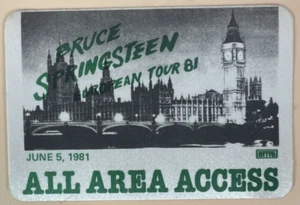 BRUCE
SPRINGSTEEN
EUROPEAN TOUR 81
JUNE 5, 1981
ALL AREA ACCESS